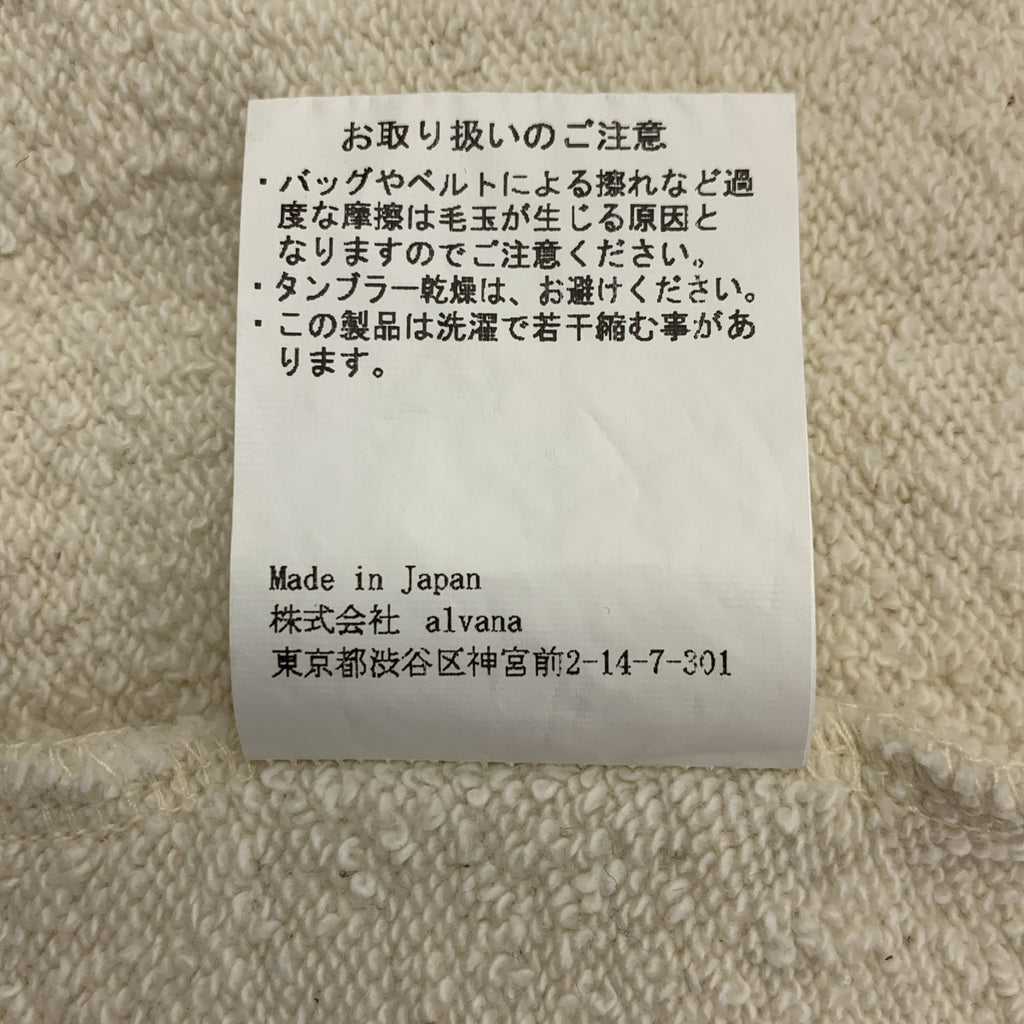 お取り扱いのご注意
・バッグやベルトによる擦れなど過
度な摩擦は毛玉が生じる原因と
なりますのでご注意ください。
・タンブラー乾燥は、お避けください。
・この製品は洗濯で若干縮む事があ
ります。
Made in Japan
株式会社 alvana
東京都渋谷区神宮前2-14-7-301